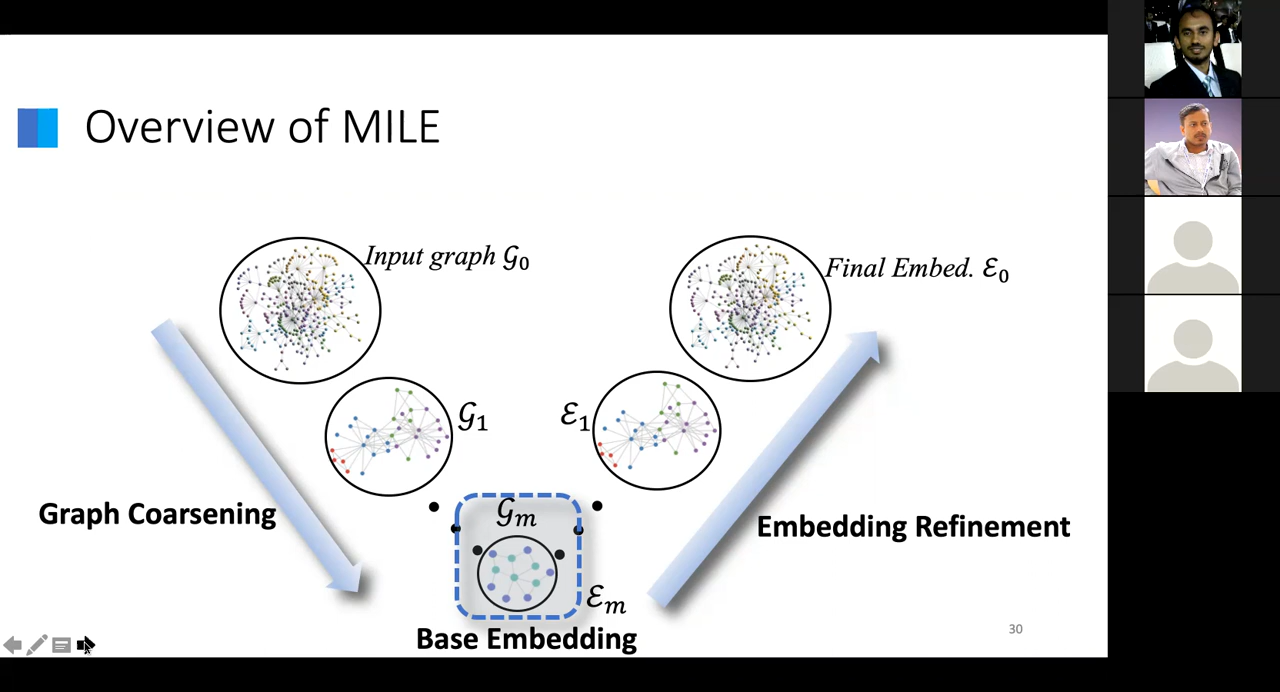 Overview of MILE
Input graph 𝒢₀
Final Embed. ℰ₀
𝒢₁
ℰ₁
Graph Coarsening
𝒢ₘ
Embedding Refinement
ℰₘ
Base Embedding
30